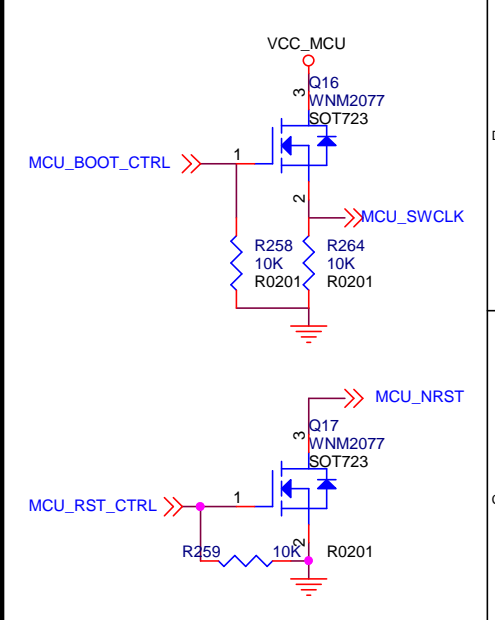 VCC_MCU
3
Q16
WNM2077
SOT723
D
MCU_BOOT_CTRL
1
2
MCU_SWCLK
R258
10K
R0201
R264
10K
R0201
MCU_NRST
3
Q17
WNM2077
SOT723
MCU_RST_CTRL
1
C
2
R259
10K
R0201